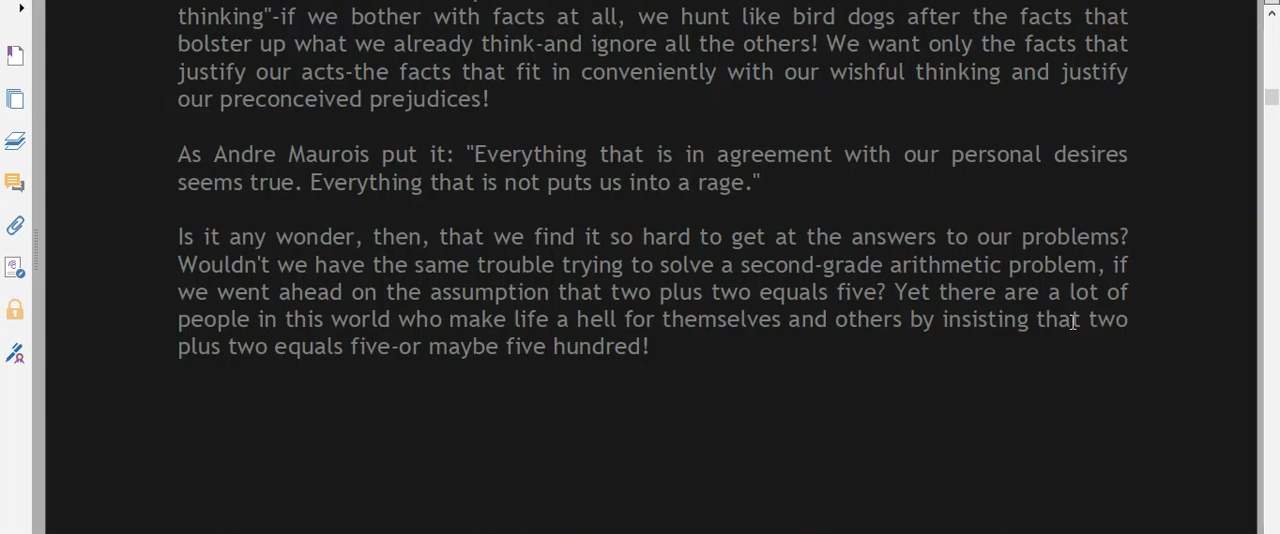 thinking"-if we bother with facts at all, we hunt like bird dogs after the facts that
bolster up what we already think-and ignore all the others! We want only the facts that
justify our acts-the facts that fit in conveniently with our wishful thinking and justify
our preconceived prejudices!
As Andre Maurois put it: "Everything that is in agreement with our personal desires
seems true. Everything that is not puts us into a rage."
Is it any wonder, then, that we find it so hard to get at the answers to our problems?
Wouldn't we have the same trouble trying to solve a second-grade arithmetic problem, if
we went ahead on the assumption that two plus two equals five? Yet there are a lot of
people in this world who make life a hell for themselves and others by insisting that two
plus two equals five-or maybe five hundred!